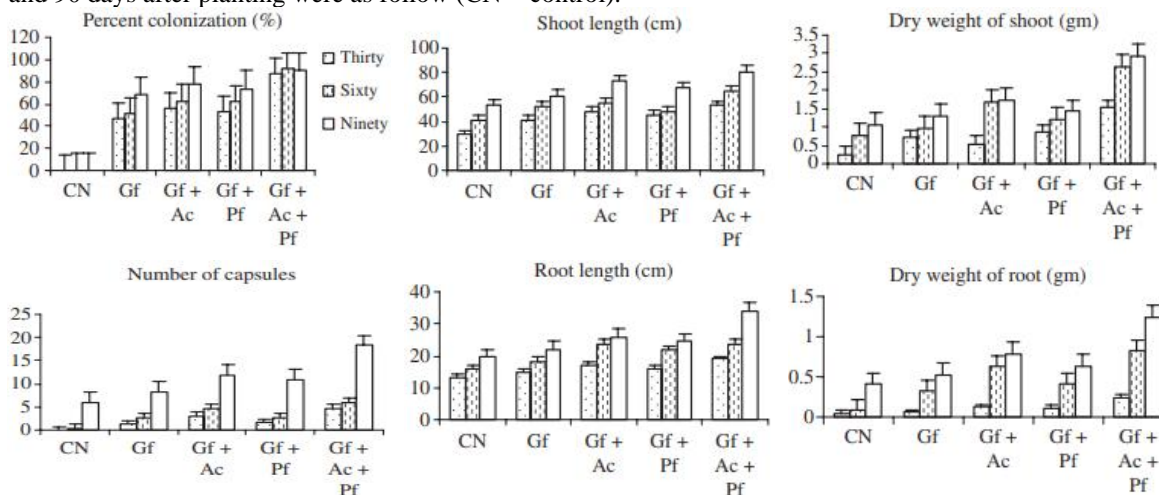 and 90 days after planting were as follow (CN = control):
Percent colonization (%)
120
100
80
60
40
20
0
CN
Gf
Gf +
Ac
Gf +
Pf
Gf +
Ac +
Pf
Thirty
Sixty
Ninety
Shoot length (cm)
100
80
60
40
20
0
CN
Gf
Gf +
Ac
Gf +
Pf
Gf +
Ac +
Pf
Dry weight of shoot (gm)
3.5
3
2.5
2
1.5
1
0.5
0
CN
Gf
Gf +
Ac
Gf +
Pf
Gf +
Ac +
Pf
Number of capsules
25
20
15
10
5
0
CN
Gf
Gf +
Ac
Gf +
Pf
Gf +
Ac +
Pf
Root length (cm)
40
30
20
10
0
CN
Gf
Gf +
Ac
Gf +
Pf
Gf +
Ac +
Pf
Dry weight of root (gm)
1.5
1
0.5
0
CN
Gf
Gf +
Ac
Gf +
Pf
Gf +
Ac +
Pf